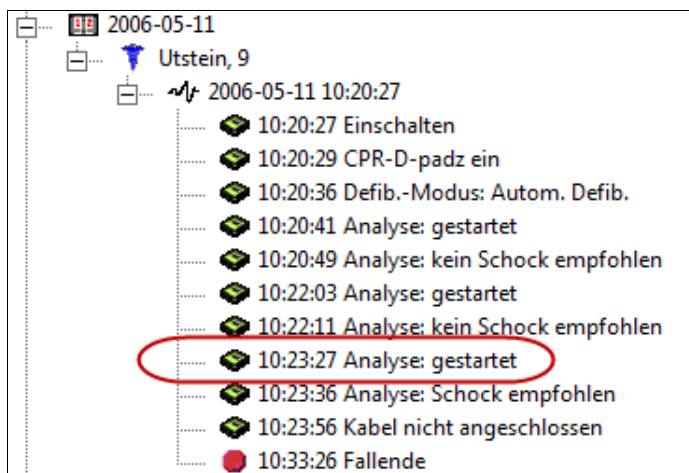 2006-05-11
Utstein, 9
2006-05-11 10:20:27
10:20:27 Einschalten
10:20:29 CPR-D-padz ein
10:20:36 Defib.-Modus: Autom. Defib.
10:20:41 Analyse: gestartet
10:20:49 Analyse: kein Schock empfohlen
10:22:03 Analyse: gestartet
10:22:11 Analyse: kein Schock empfohlen
10:23:27 Analyse: gestartet
10:23:36 Analyse: Schock empfohlen
10:23:56 Kabel nicht angeschlossen
10:33:26 Fallende